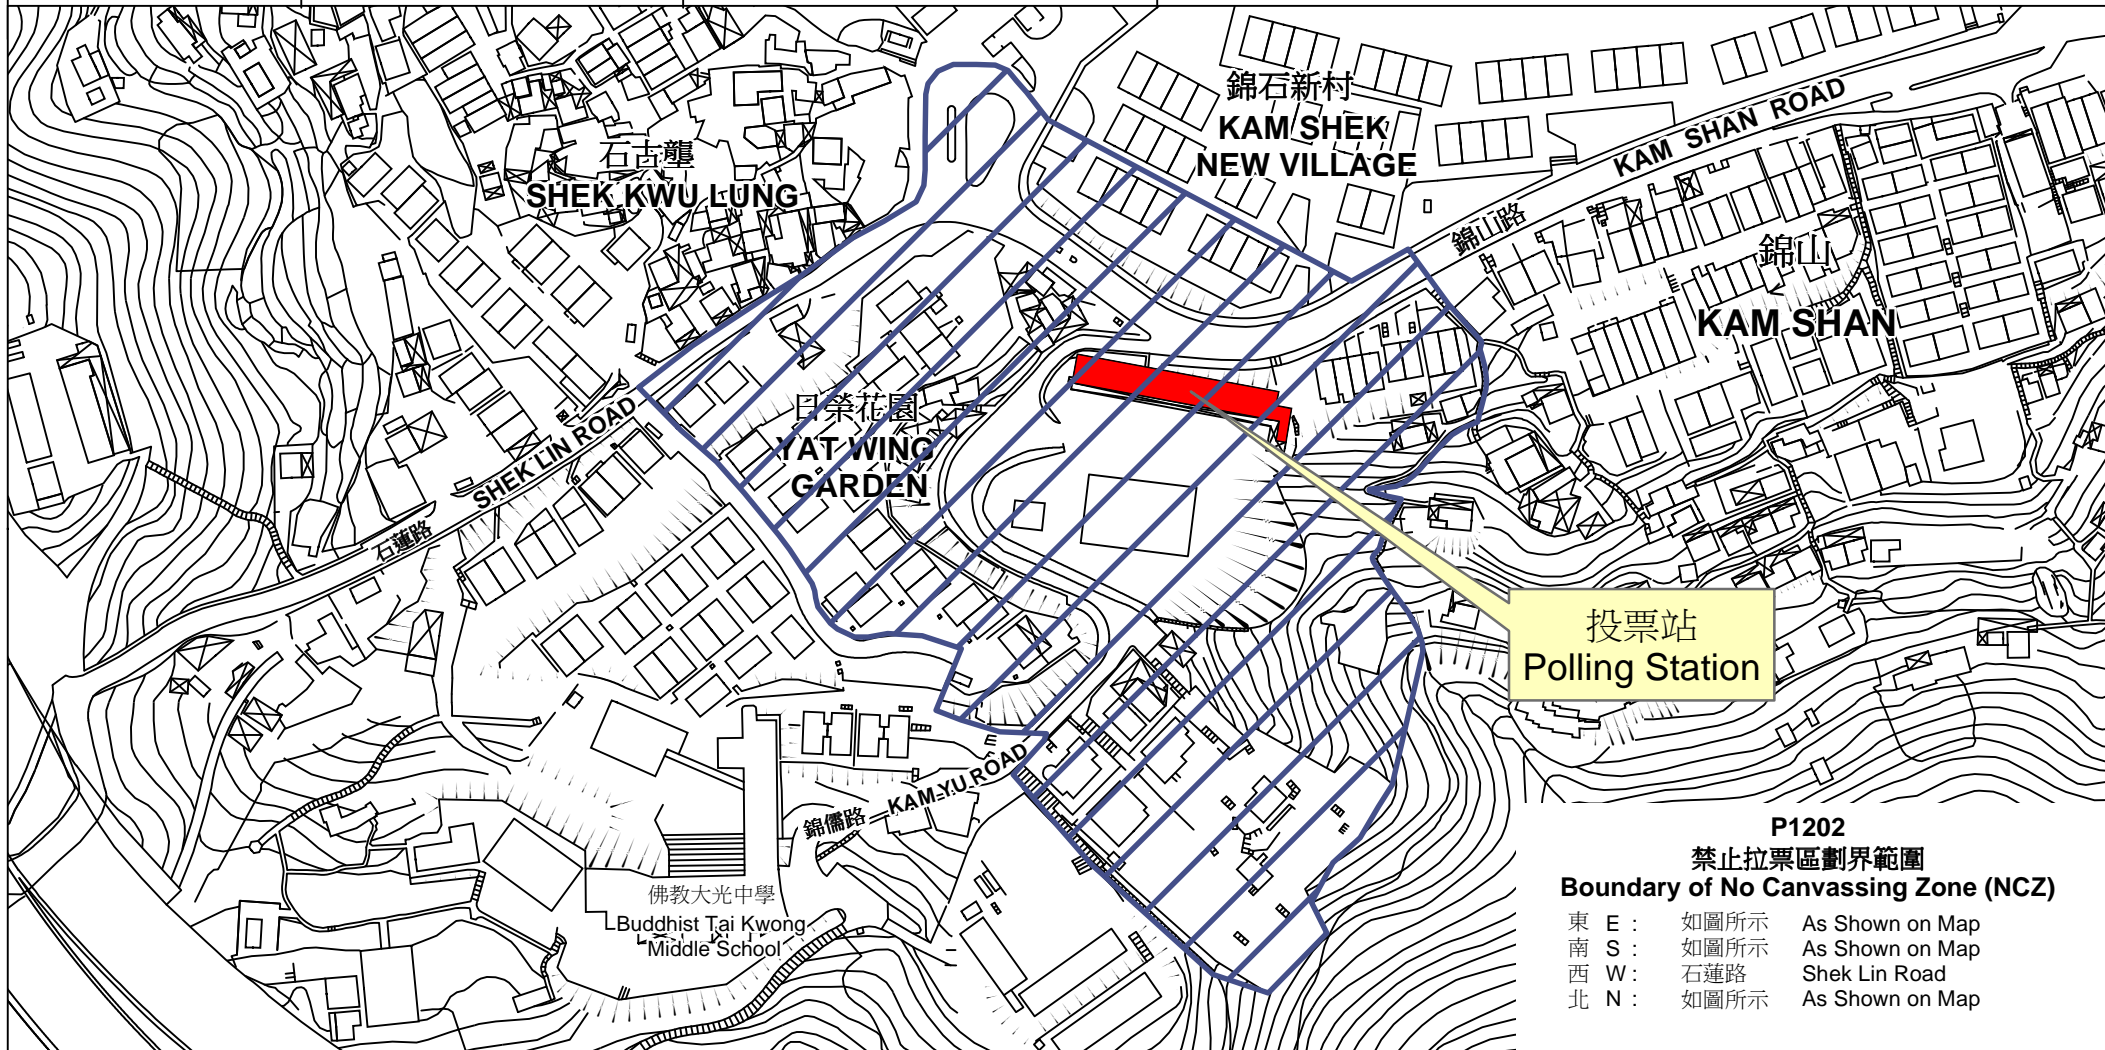 錦石新村
KAM SHEK
NEW VILLAGE
KAM SHAN ROAD
錦山路
石古壟
SHEK KWU LUNG
錦山
KAM SHAN
日榮花園
YAT WING
GARDEN
SHEK LIN ROAD
石蓮路
投票站
Polling Station
KAM YU ROAD
錦儒路
佛教大光中學
Buddhist Tai Kwong
Middle School
P1202
禁止拉票區劃界範圍
Boundary of No Canvassing Zone (NCZ)
東 E : 如圖所示 As Shown on Map
南 S : 如圖所示 As Shown on Map
西 W : 石蓮路 Shek Lin Road
北 N : 如圖所示 As Shown on Map